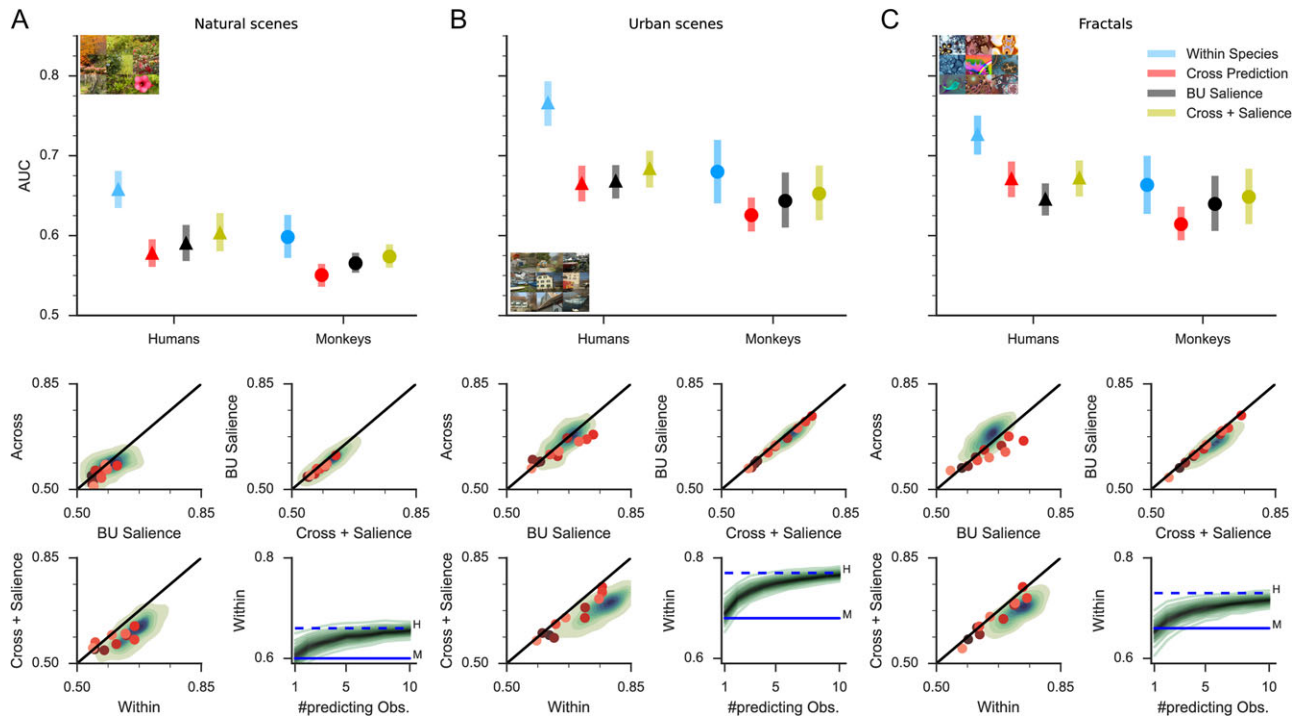 A
Natural scenes
B
Urban scenes
C
Fractals
0.8
0.7
AUC
0.6
0.5
Humans
Monkeys
Humans
Monkeys
Humans
Monkeys
Within Species
Cross Prediction
BU Salience
Cross + Salience
0.85
Across
0.50
0.50
0.85
BU Salience
0.85
BU Salience
0.50
0.50
0.85
Cross + Salience
0.85
Across
0.50
0.50
0.85
BU Salience
0.85
BU Salience
0.50
0.50
0.85
Cross + Salience
0.85
Across
0.50
0.50
0.85
BU Salience
0.85
BU Salience
0.50
0.50
0.85
Cross + Salience
0.85
Cross + Salience
0.50
0.50
0.85
Within
0.8
Within
0.6
H
M
1
5
10
#predicting Obs.
0.85
Cross + Salience
0.50
0.50
0.85
Within
0.8
Within
0.6
H
M
1
5
10
#predicting Obs.
0.85
Cross + Salience
0.50
0.50
0.85
Within
0.8
Within
0.6
H
M
1
5
10
#predicting Obs.